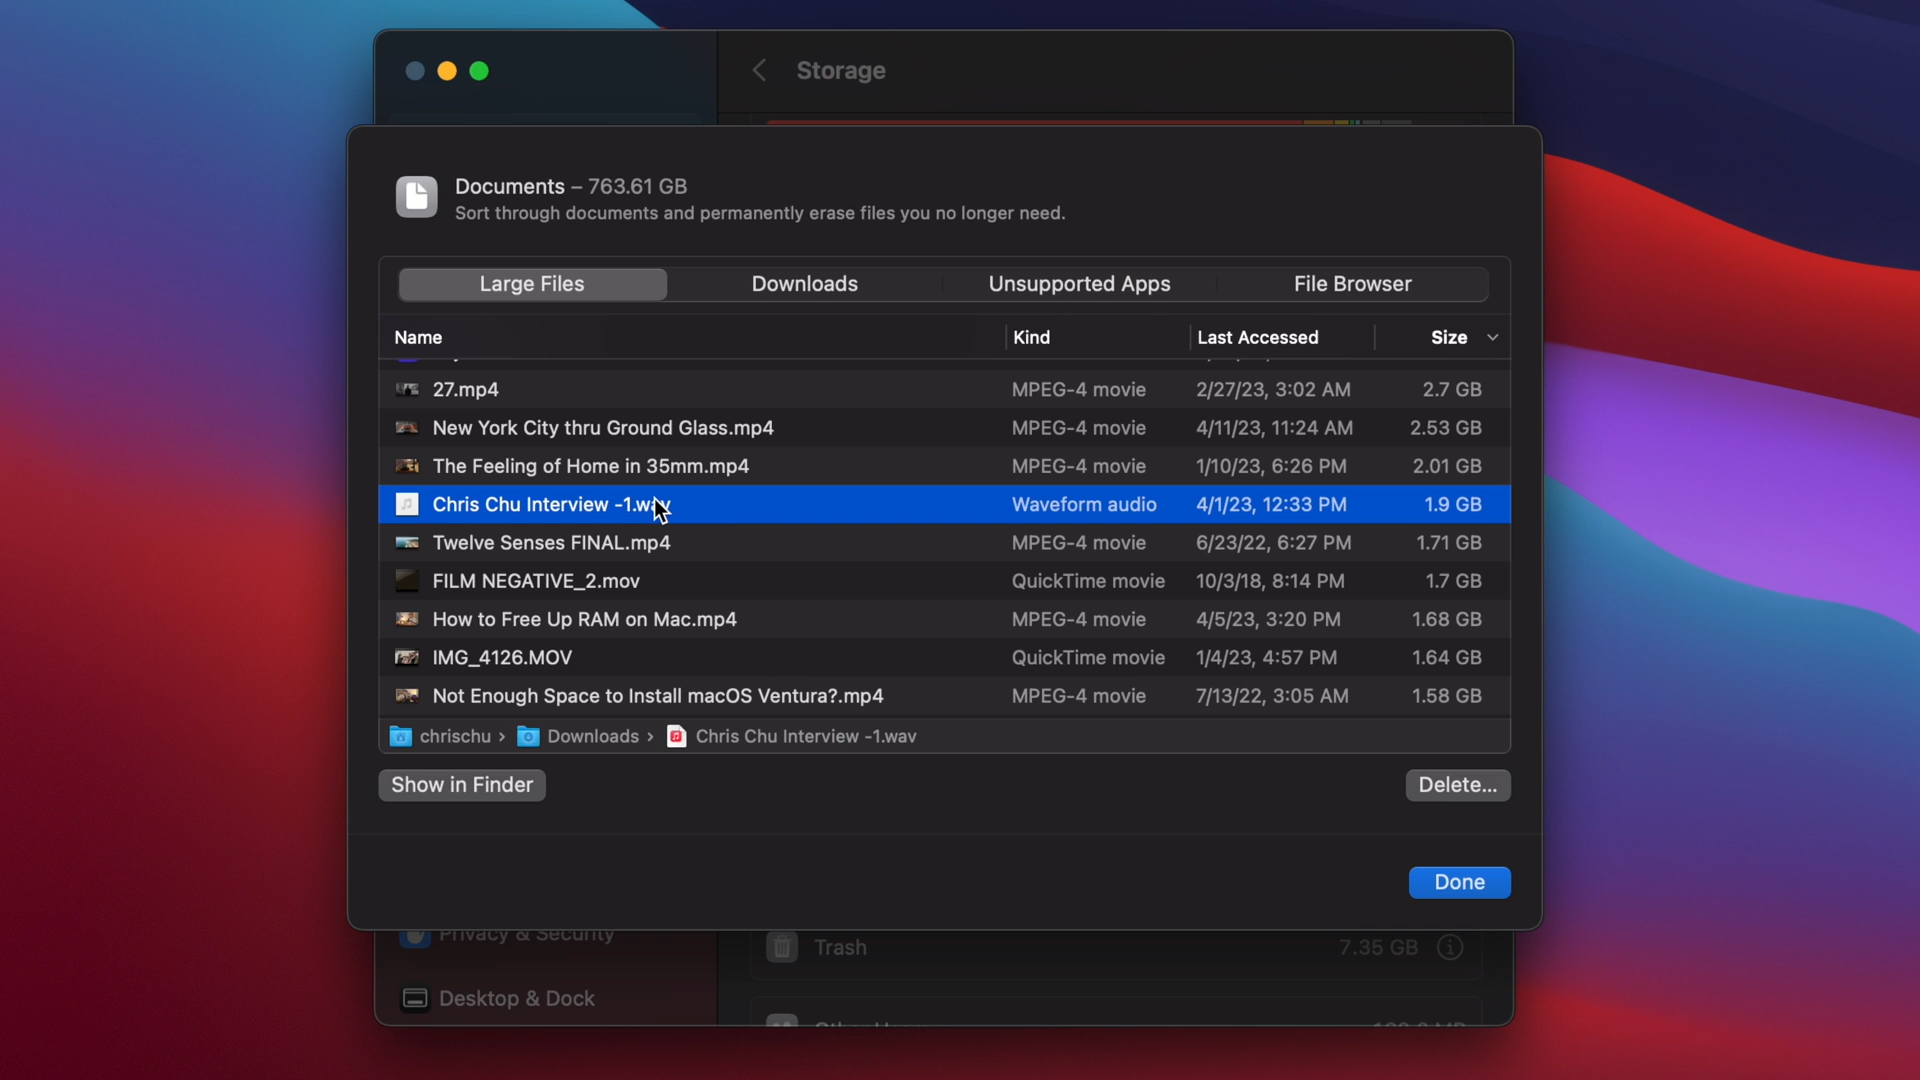 Storage
Documents – 763.61 GB
Sort through documents and permanently erase files you no longer need.
Large Files Downloads Unsupported Apps File Browser
Name Kind Last Accessed Size
27.mp4 MPEG-4 movie 2/27/23, 3:02 AM 2.7 GB
New York City thru Ground Glass.mp4 MPEG-4 movie 4/11/23, 11:24 AM 2.53 GB
The Feeling of Home in 35mm.mp4 MPEG-4 movie 1/10/23, 6:26 PM 2.01 GB
Chris Chu Interview -1.wav Waveform audio 4/1/23, 12:33 PM 1.9 GB
Twelve Senses FINAL.mp4 MPEG-4 movie 6/23/22, 6:27 PM 1.71 GB
FILM NEGATIVE_2.mov QuickTime movie 10/3/18, 8:14 PM 1.7 GB
How to Free Up RAM on Mac.mp4 MPEG-4 movie 4/5/23, 3:20 PM 1.68 GB
IMG_4126.MOV QuickTime movie 1/4/23, 4:57 PM 1.64 GB
Not Enough Space to Install macOS Ventura?.mp4 MPEG-4 movie 7/13/22, 3:05 AM 1.58 GB
chrischu › Downloads › Chris Chu Interview -1.wav
Show in Finder Delete...
Done
Privacy & Security
Trash 7.35 GB
Desktop & Dock